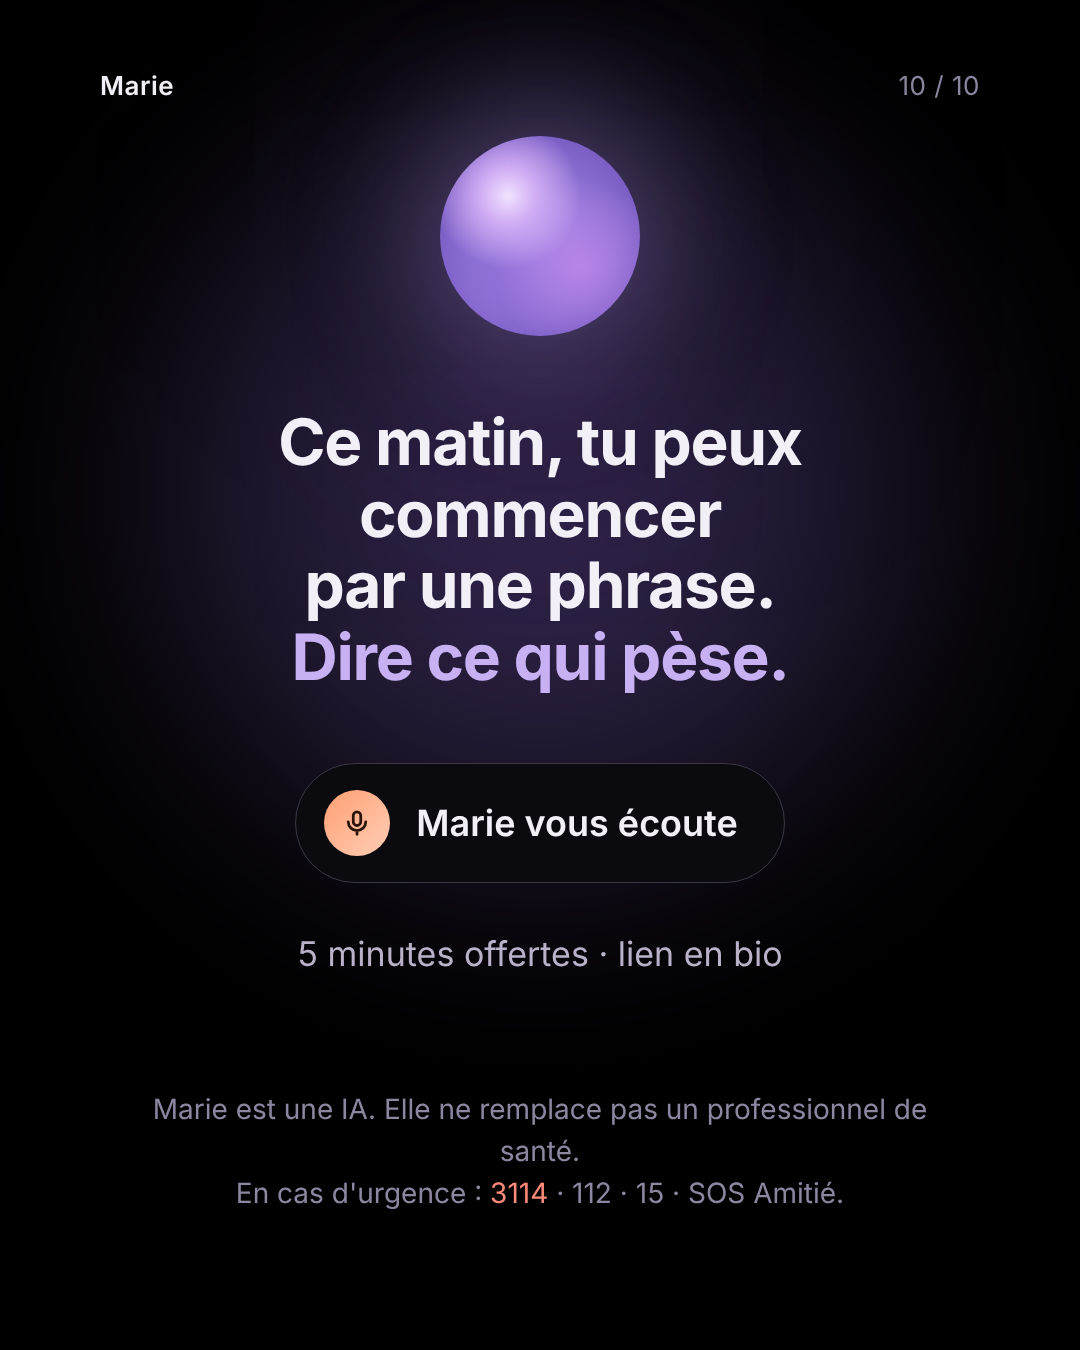 Marie
10 / 10
Ce matin, tu peux
commencer
par une phrase.
Dire ce qui pèse.
Marie vous écoute
5 minutes offertes · lien en bio
Marie est une IA. Elle ne remplace pas un professionnel de
santé.
En cas d'urgence : 3114 · 112 · 15 · SOS Amitié.